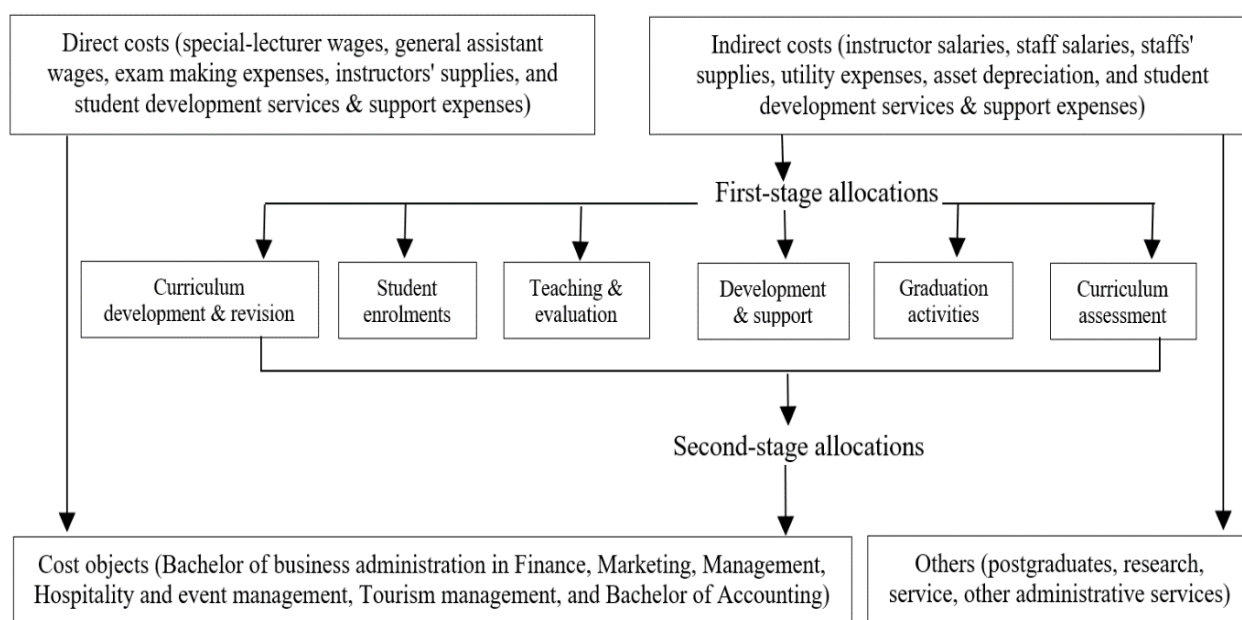 Direct costs (special-lecturer wages, general assistant
wages, exam making expenses, instructors' supplies, and
student development services & support expenses)
Indirect costs (instructor salaries, staff salaries, staffs'
supplies, utility expenses, asset depreciation, and student
development services & support expenses)
First-stage allocations
Curriculum
development & revision
Student
enrolments
Teaching &
evaluation
Development
& support
Graduation
activities
Curriculum
assessment
Second-stage allocations
Cost objects (Bachelor of business administration in Finance, Marketing, Management,
Hospitality and event management, Tourism management, and Bachelor of Accounting)
Others (postgraduates, research,
service, other administrative services)